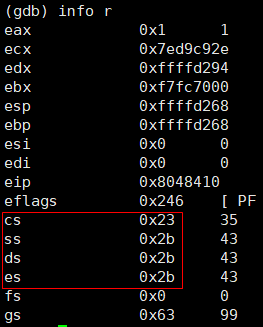 (gdb) info r
eax 0x1 1
ecx 0x7ed9c92e
edx 0xffffd294
ebx 0xf7fc7000
esp 0xffffd268
ebp 0xffffd268
esi 0x0 0
edi 0x0 0
eip 0x8048410
eflags 0x246 [ PF
cs 0x23 35
ss 0x2b 43
ds 0x2b 43
es 0x2b 43
fs 0x0 0
gs 0x63 99